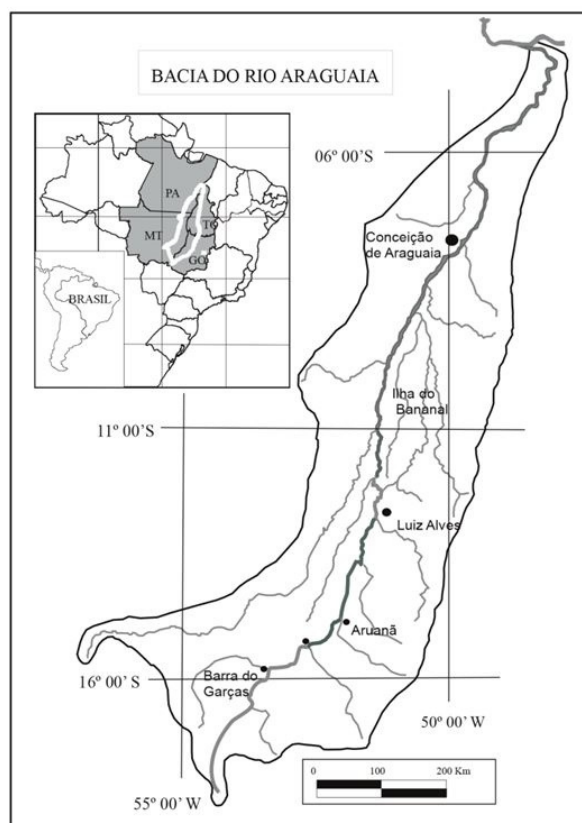 BACIA DO RIO ARAGUAIA
PA
MT
TO
GO
BRASIL
06º 00'S
Conceição
de Araguaia
Ilha do
Bananal
11º 00'S
Luiz Alves
Aruanã
Barra do
Garças
16º 00'S
50º 00'W
0 100 200 Km
55º 00'W